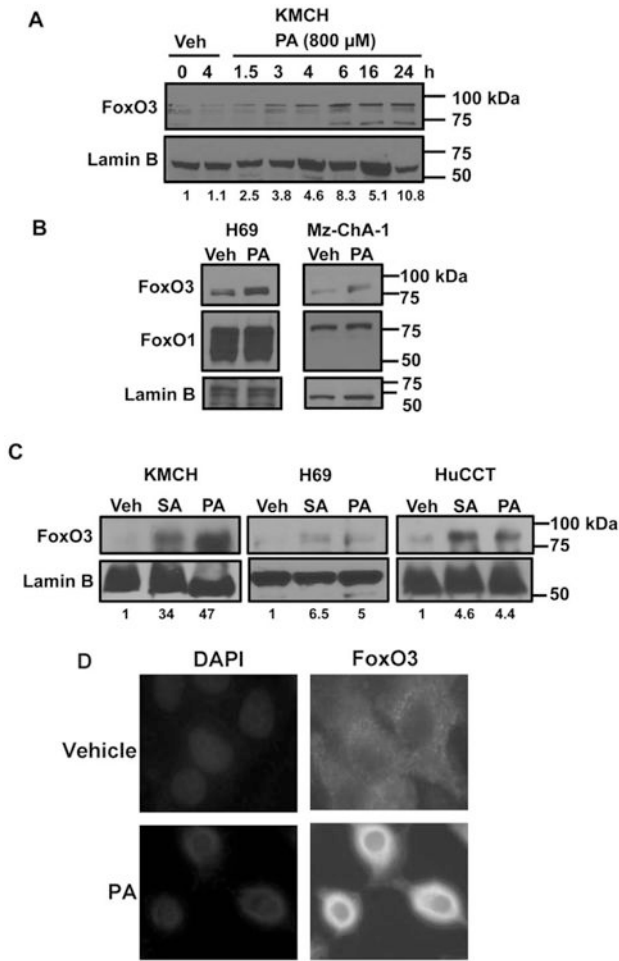 A
KMCH
Veh PA (800 µM)
0 4 1.5 3 4 6 16 24 h
FoxO3 100 kDa
75
Lamin B 75
50
1 1.1 2.5 3.8 4.6 8.3 5.1 10.8
B
H69 Mz-ChA-1
Veh PA Veh PA
FoxO3 100 kDa
75
FoxO1 75
50
Lamin B 75
50
C
KMCH H69 HuCCT
Veh SA PA Veh SA PA Veh SA PA
FoxO3 100 kDa
75
Lamin B 50
1 34 47 1 6.5 5 1 4.6 4.4
D DAPI FoxO3
Vehicle
PA